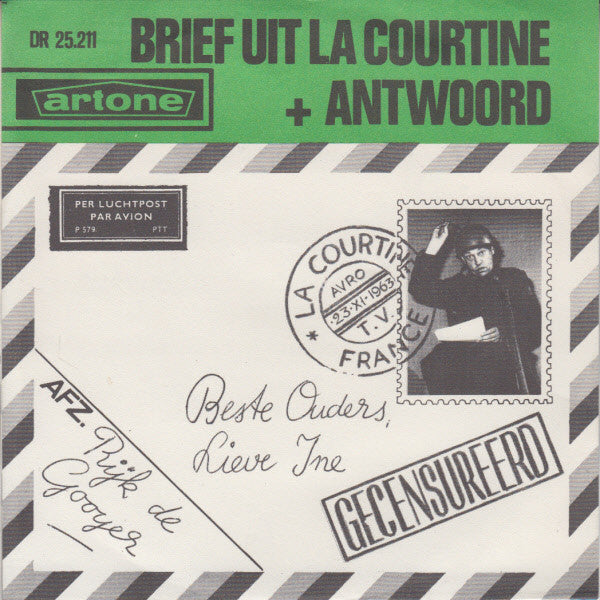 DR 25.211
BRIEF UIT LA COURTINE
+ ANTWOORD
artone
PER LUCHTPOST
PAR AVION
P 579. PTT
* LA COURTINE
AVRO
·23·XI·1963
T.V.
FRANCE
AFZ.
Rijk de
Gooyer
Beste Ouders,
Lieve Ine
GECENSUREERD